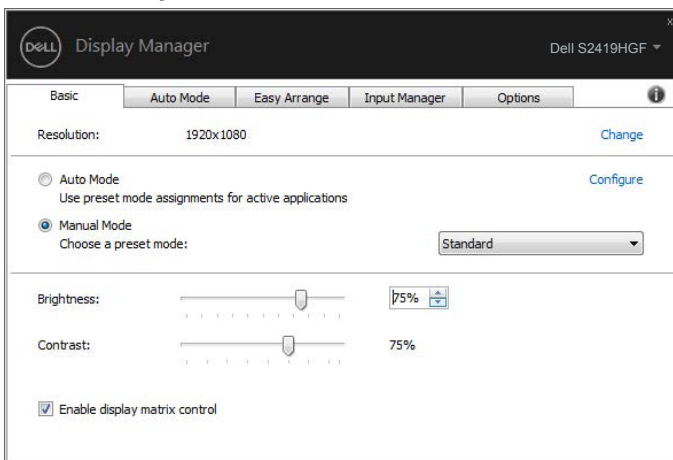 x
DELL Display Manager Dell S2419HGF
Basic Auto Mode Easy Arrange Input Manager Options i
Resolution: 1920x1080 Change
Auto Mode Configure
Use preset mode assignments for active applications
Manual Mode
Choose a preset mode: Standard
Brightness: 75%
Contrast: 75%
Enable display matrix control